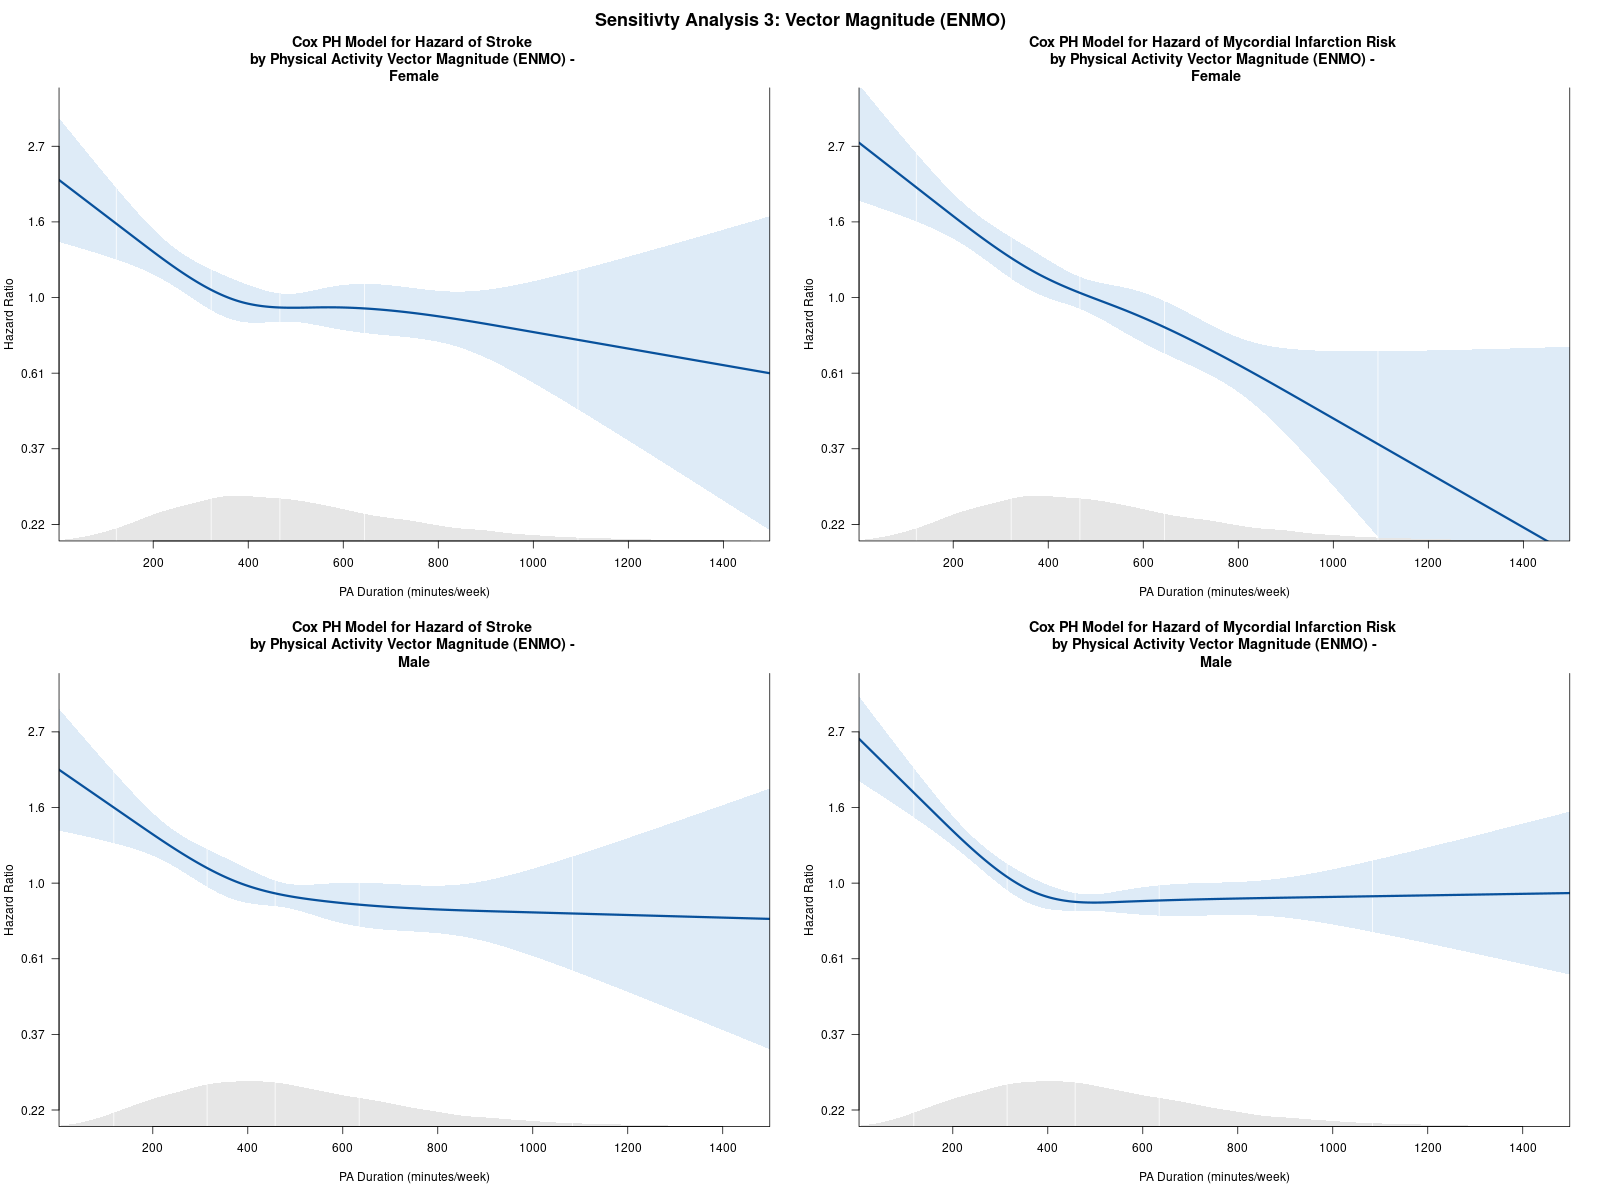 Sensitivty Analysis 3: Vector Magnitude (ENMO)
Cox PH Model for Hazard of Stroke
by Physical Activity Vector Magnitude (ENMO) -
Female
Hazard Ratio
2.7
1.6
1.0
0.61
0.37
0.22
200 400 600 800 1000 1200 1400
PA Duration (minutes/week)
Cox PH Model for Hazard of Mycordial Infarction Risk
by Physical Activity Vector Magnitude (ENMO) -
Female
Hazard Ratio
2.7
1.6
1.0
0.61
0.37
0.22
200 400 600 800 1000 1200 1400
PA Duration (minutes/week)
Cox PH Model for Hazard of Stroke
by Physical Activity Vector Magnitude (ENMO) -
Male
Hazard Ratio
2.7
1.6
1.0
0.61
0.37
0.22
200 400 600 800 1000 1200 1400
PA Duration (minutes/week)
Cox PH Model for Hazard of Mycordial Infarction Risk
by Physical Activity Vector Magnitude (ENMO) -
Male
Hazard Ratio
2.7
1.6
1.0
0.61
0.37
0.22
200 400 600 800 1000 1200 1400
PA Duration (minutes/week)